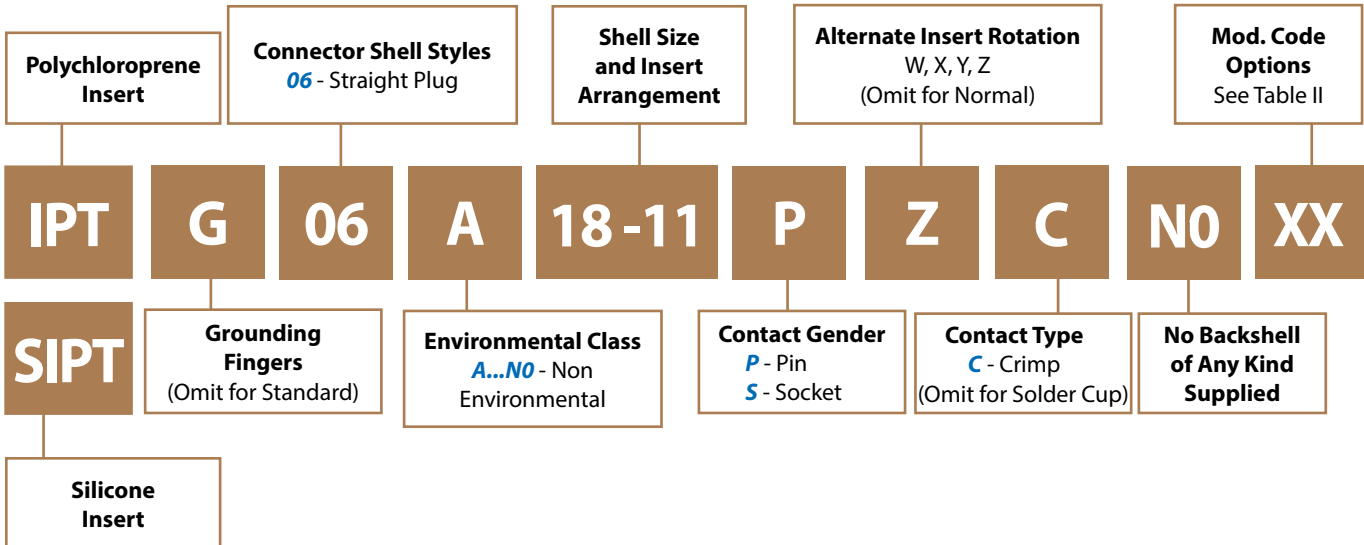 Polychloroprene
Insert
Connector Shell Styles
06 - Straight Plug
Shell Size
and Insert
Arrangement
Alternate Insert Rotation
W, X, Y, Z
(Omit for Normal)
Mod. Code
Options
See Table II
IPT G 06 A 18-11 P Z C N0 XX
SIPT
Grounding
Fingers
(Omit for Standard)
Environmental Class
A...N0 - Non
Environmental
Contact Gender
P - Pin
S - Socket
Contact Type
C - Crimp
(Omit for Solder Cup)
No Backshell
of Any Kind
Supplied
Silicone
Insert